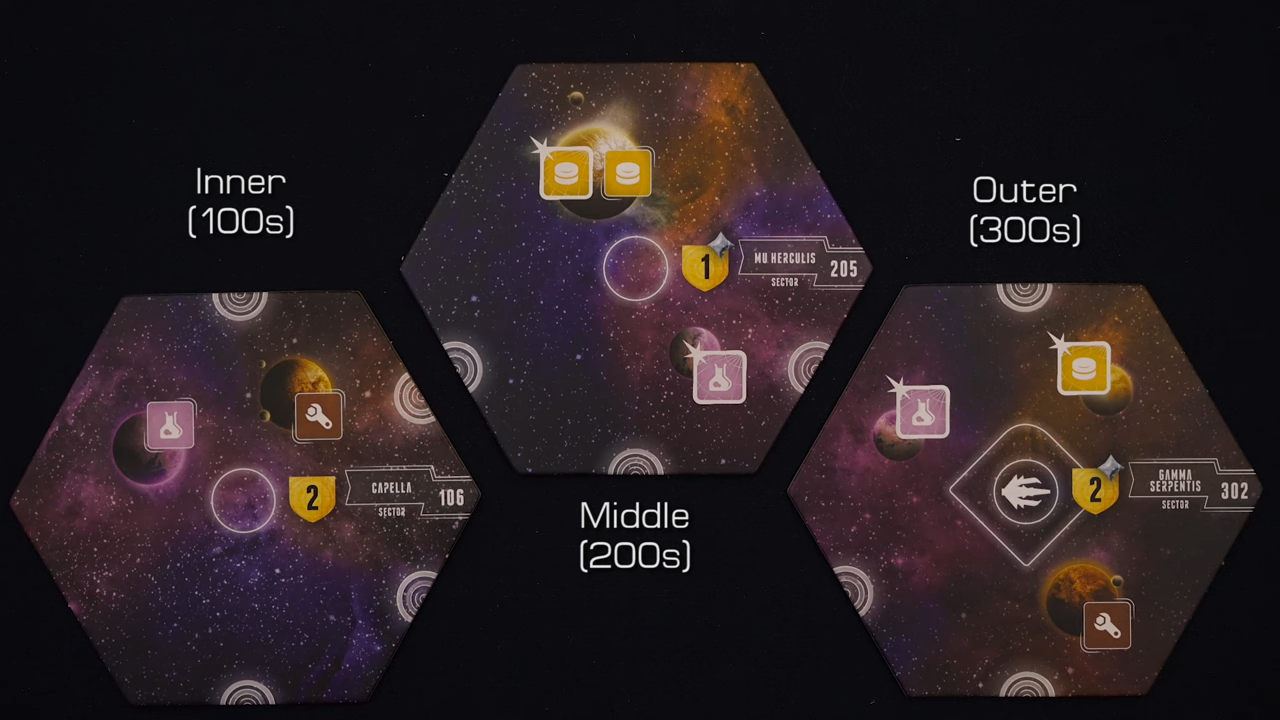 Inner
(100s)
2
CAPELLA
SECTOR
106
1
MU HERCULIS
SECTOR
205
Middle
(200s)
Outer
(300s)
2
GAMMA
SERPENTIS
SECTOR
302